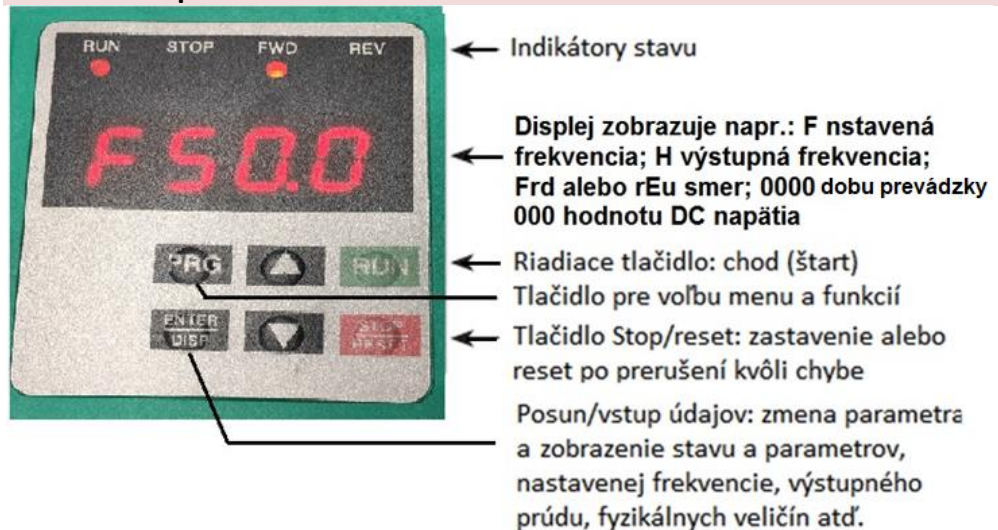 RUN STOP FWD REV
F50.0
PRG RUN
ENTER STOP
DISP RESET
Indikátory stavu
Displej zobrazuje napr.: F nstavená
frekvencia; H výstupná frekvencia;
Frd alebo rEu smer; 0000 dobu prevádzky
000 hodnotu DC napätia
Riadiace tlačidlo: chod (štart)
Tlačidlo pre voľbu menu a funkcií
Tlačidlo Stop/reset: zastavenie alebo
reset po prerušení kvôli chybe
Posun/vstup údajov: zmena parametra
a zobrazenie stavu a parametrov,
nastavenej frekvencie, výstupného
prúdu, fyzikálnych veličín atď.